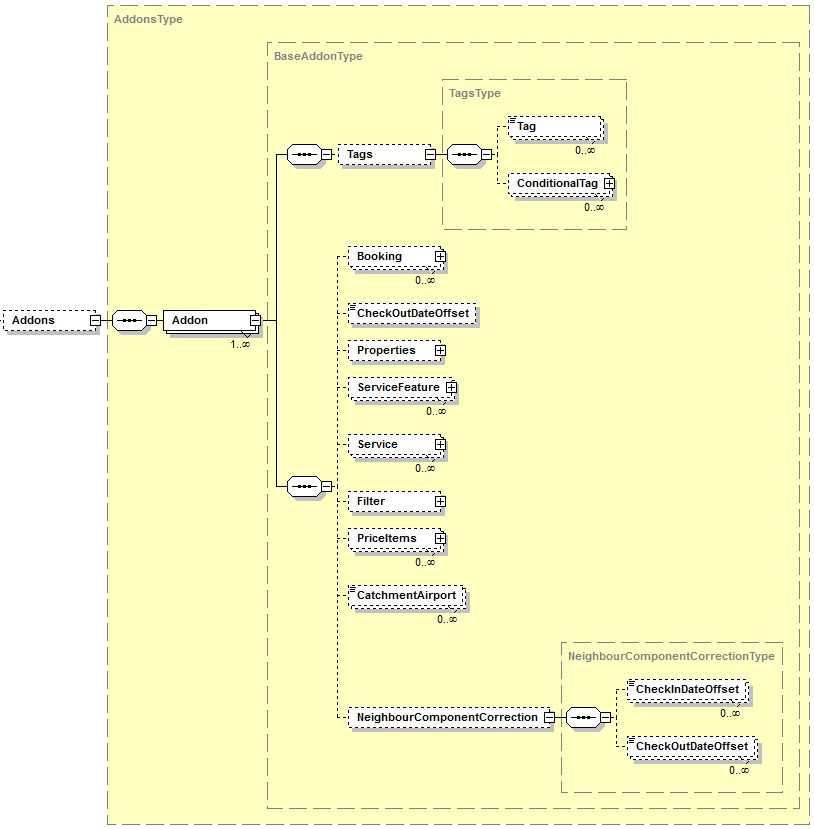 AddonsType
BaseAddonType
TagsType
Tag
0..∞
Tags
ConditionalTag
0..∞
Booking
0..∞
CheckOutDateOffset
Addons
Addon
1..∞
Properties
ServiceFeature
0..∞
Service
0..∞
Filter
PriceItems
0..∞
CatchmentAirport
0..∞
NeighbourComponentCorrectionType
CheckInDateOffset
0..∞
NeighbourComponentCorrection
CheckOutDateOffset
0..∞